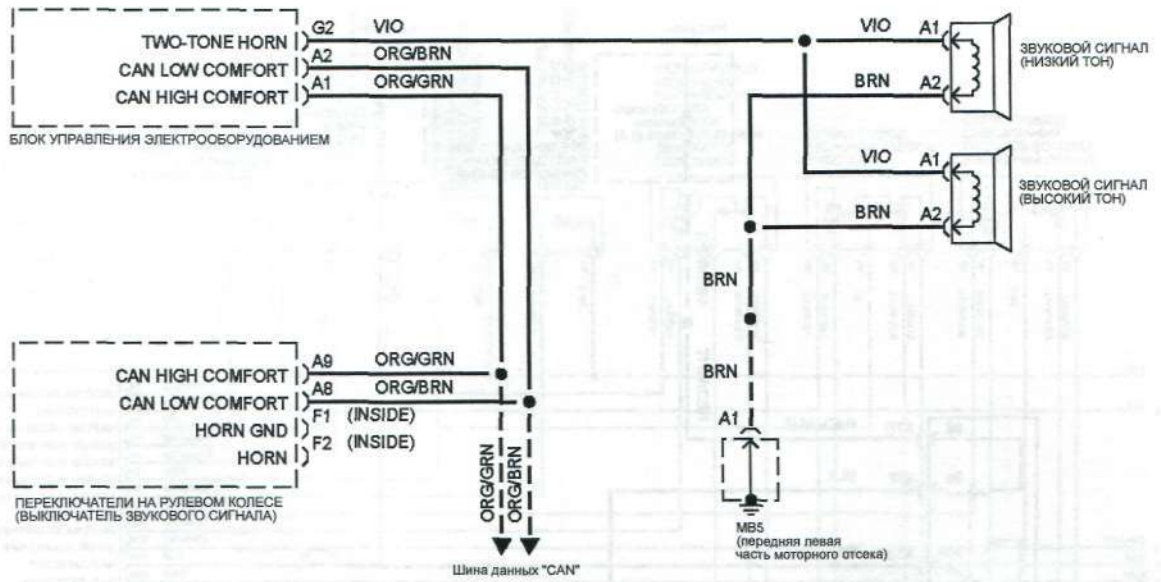 TWO-TONE HORN G2 VIO
CAN LOW COMFORT A2 ORG/BRN
CAN HIGH COMFORT A1 ORG/GRN
БЛОК УПРАВЛЕНИЯ ЭЛЕКТРООБОРУДОВАНИЕМ
VIO A1
BRN A2
ЗВУКОВОЙ СИГНАЛ
(НИЗКИЙ ТОН)
VIO A1
BRN A2
ЗВУКОВОЙ СИГНАЛ
(ВЫСОКИЙ ТОН)
BRN
BRN
A1
MB5
(передняя левая
часть моторного отсека)
CAN HIGH COMFORT A9 ORG/GRN
CAN LOW COMFORT A8 ORG/BRN
HORN GND F1 (INSIDE)
HORN F2 (INSIDE)
ПЕРЕКЛЮЧАТЕЛИ НА РУЛЕВОМ КОЛЕСЕ
(ВЫКЛЮЧАТЕЛЬ ЗВУКОВОГО СИГНАЛА)
ORG/GRN
ORG/BRN
Шина данных "CAN"